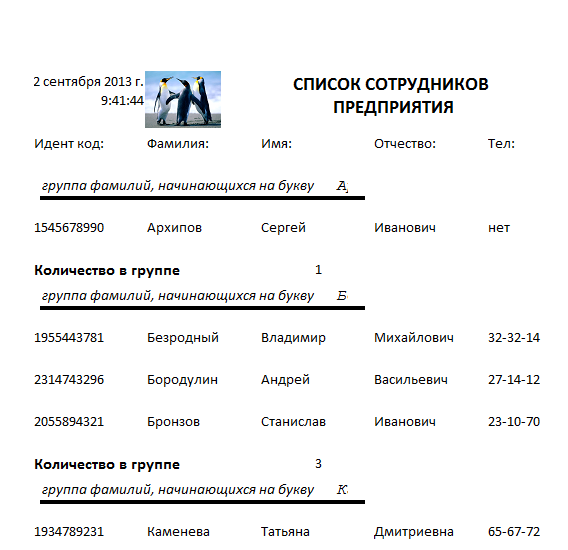 2 сентября 2013 г.
9:41:44
СПИСОК СОТРУДНИКОВ
ПРЕДПРИЯТИЯ
Идент код: Фамилия: Имя: Отчество: Тел:
группа фамилий, начинающихся на букву А
1545678990 Архипов Сергей Иванович нет
Количество в группе 1
группа фамилий, начинающихся на букву Б
1955443781 Безродный Владимир Михайлович 32-32-14
2314743296 Бородулин Андрей Васильевич 27-14-12
2055894321 Бронзов Станислав Иванович 23-10-70
Количество в группе 3
группа фамилий, начинающихся на букву К
1934789231 Каменева Татьяна Дмитриевна 65-67-72